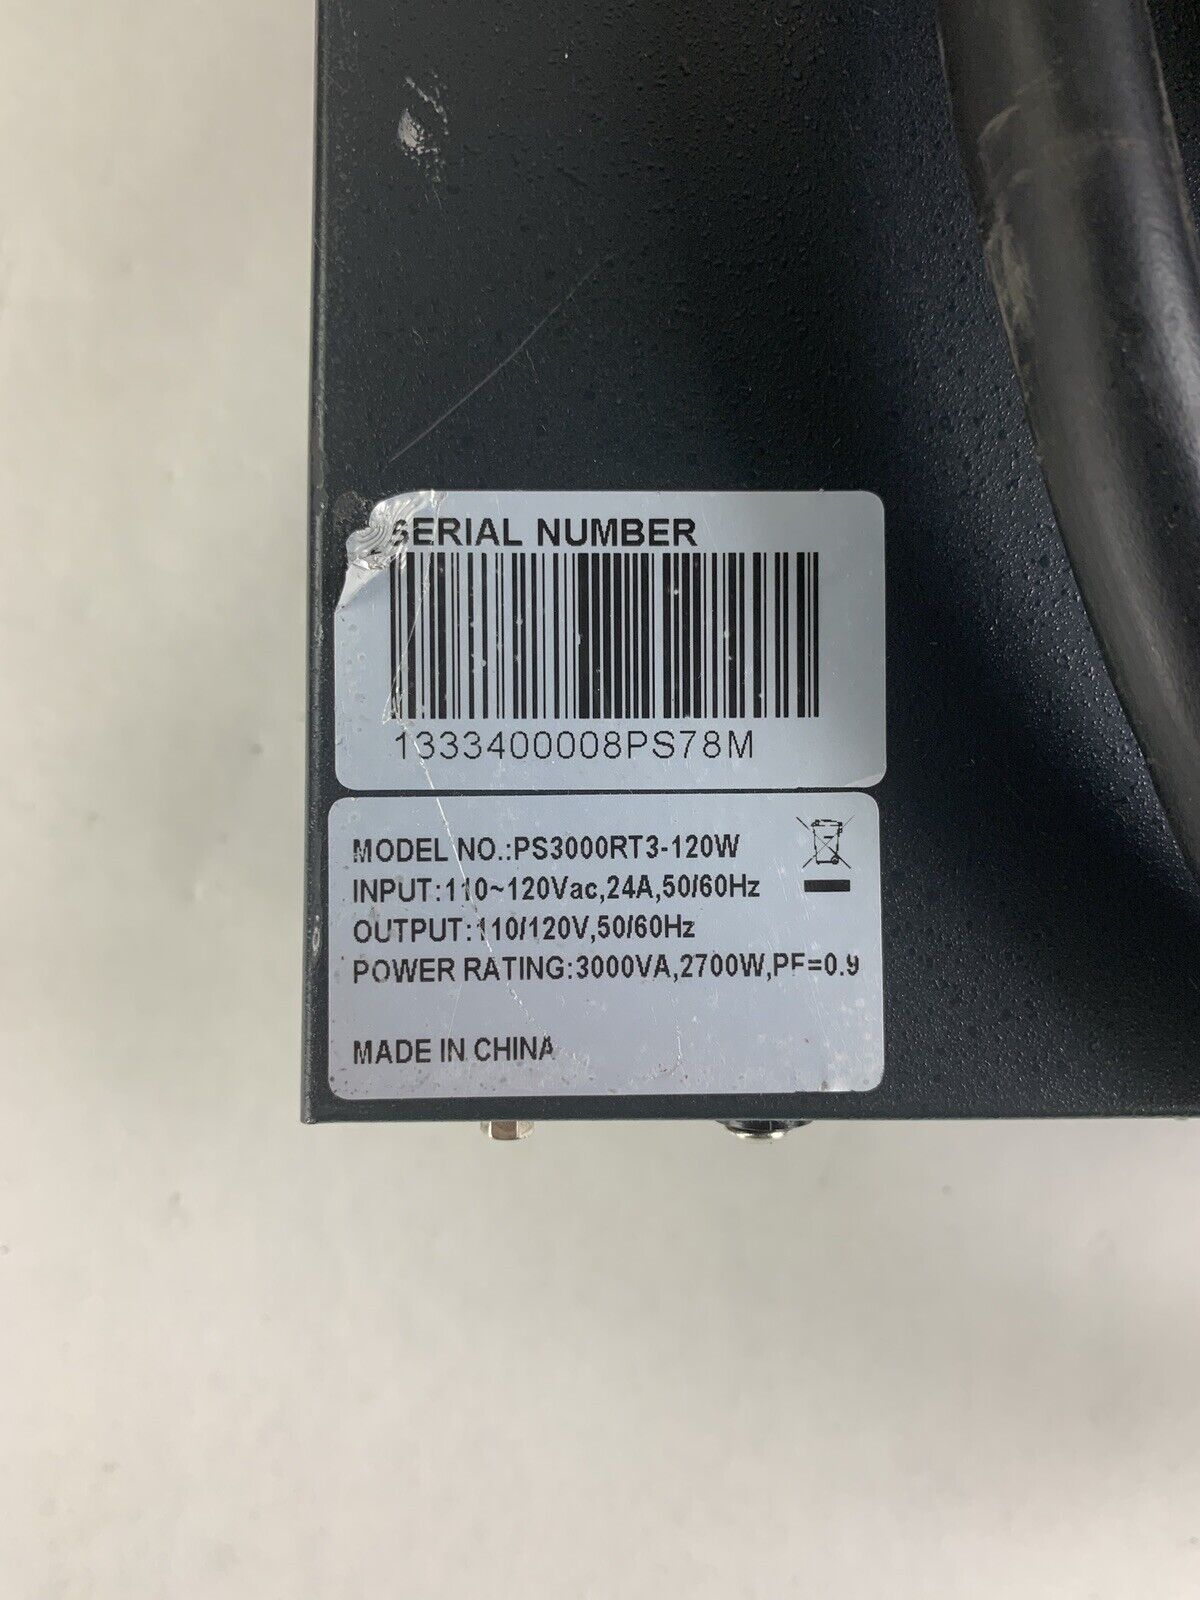 SERIAL NUMBER
1333400008PS78M
MODEL NO.:PS3000RT3-120W
INPUT:110~120Vac,24A,50/60Hz
OUTPUT:110/120V,50/60Hz
POWER RATING:3000VA,2700W,PF=0.9
MADE IN CHINA